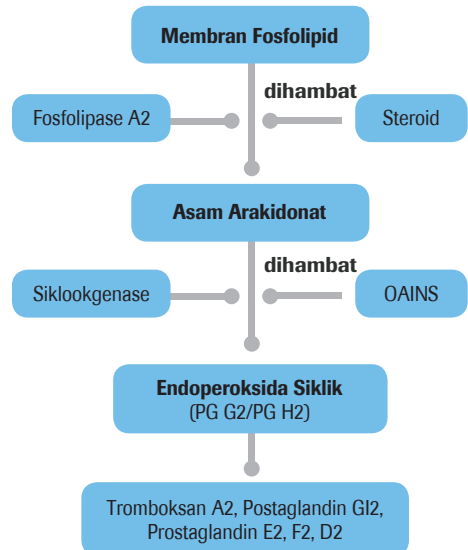 Membran Fosfolipid
dihambat
Fosfolipase A2
Steroid
Asam Arakidonat
dihambat
Siklookgenase
OAINS
Endoperoksida Siklik
(PG G2/PG H2)
Tromboksan A2, Postaglandin GI2,
Prostaglandin E2, F2, D2